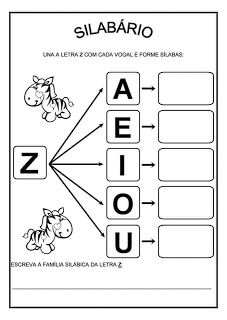 SILABÁRIO
UNA A LETRA Z COM CADA VOGAL E FORME SÍLABAS:
A
E
Z
I
O
U
ESCREVA A FAMÍLIA SILÁBICA DA LETRA Z: